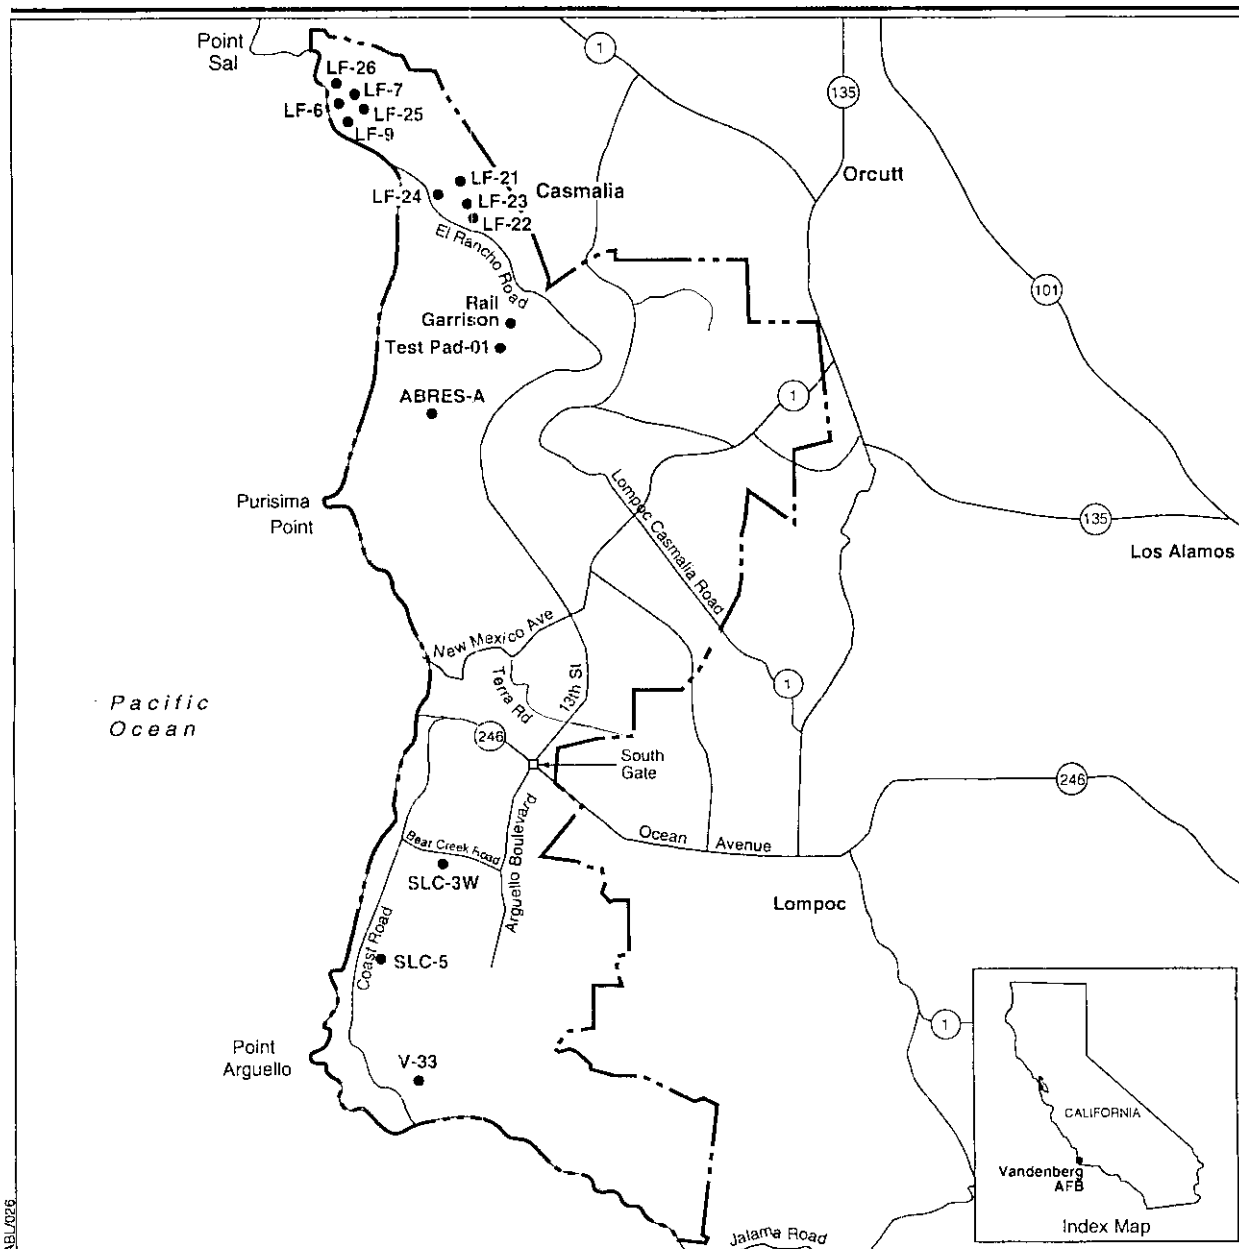 Point
Sal
1
135
LF-26
LF-7
LF-6
LF-25
LF-9
Orcutt
LF-21
Casmalia
LF-24
LF-23
LF-22
El Rancho Road
101
Rail
Garrison
Test Pad-01
ABRES-A
1
Purisima
Point
Lompoc Casmalia Road
135
Los Alamos
New Mexico Ave
Terra Rd
13th St
1
Pacific
Ocean
246
South
Gate
246
Ocean Avenue
Bear Creek Road
Arguello Boulevard
SLC-3W
Lompoc
Coast Road
SLC-5
1
Point
Arguello
V-33
CALIFORNIA
Vandenberg
AFB
Index Map
Jalama Road
ABL/026